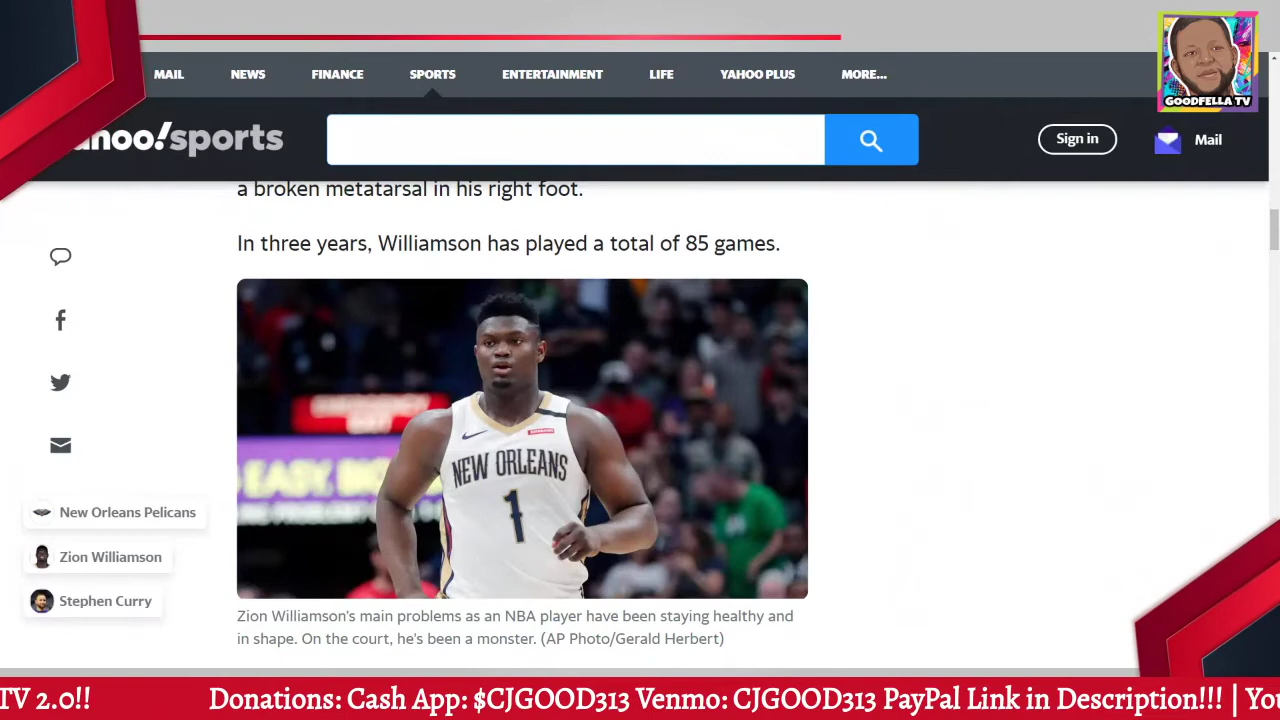 GOODFELLA TV
MAIL NEWS FINANCE SPORTS ENTERTAINMENT LIFE YAHOO PLUS MORE...
sports
Sign in
Mail
a broken metatarsal in his right foot.
In three years, Williamson has played a total of 85 games.
EASY.
NEW ORLEANS
1
New Orleans Pelicans
Zion Williamson
Stephen Curry
Zion Williamson's main problems as an NBA player have been staying healthy and
in shape. On the court, he's been a monster. (AP Photo/Gerald Herbert)
TV 2.0!! Donations: Cash App: $CJGOOD313 Venmo: CJGOOD313 PayPal Link in Description!!! |